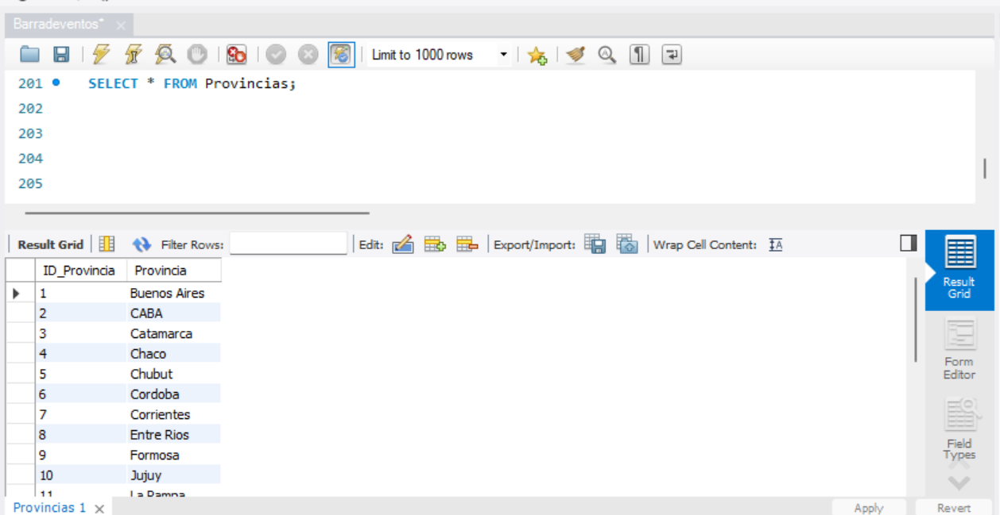 Barradeventos*
Limit to 1000 rows
201 SELECT * FROM Provincias;
202
203
204
205
Result Grid Filter Rows: Edit: Export/Import: Wrap Cell Content:
ID_Provincia Provincia
1 Buenos Aires
2 CABA
3 Catamarca
4 Chaco
5 Chubut
6 Cordoba
7 Corrientes
8 Entre Rios
9 Formosa
10 Jujuy
11 La Pampa
Result
Grid
Form
Editor
Field
Types
Provincias 1
Apply Revert